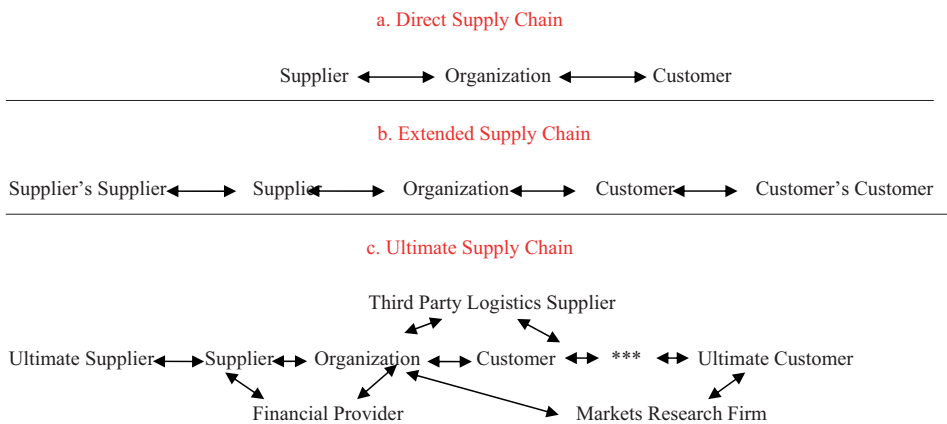 a. Direct Supply Chain
Supplier Organization Customer
b. Extended Supply Chain
Supplier's Supplier Supplier Organization Customer Customer's Customer
c. Ultimate Supply Chain
Third Party Logistics Supplier
Ultimate Supplier Supplier Organization Customer *** Ultimate Customer
Financial Provider Markets Research Firm